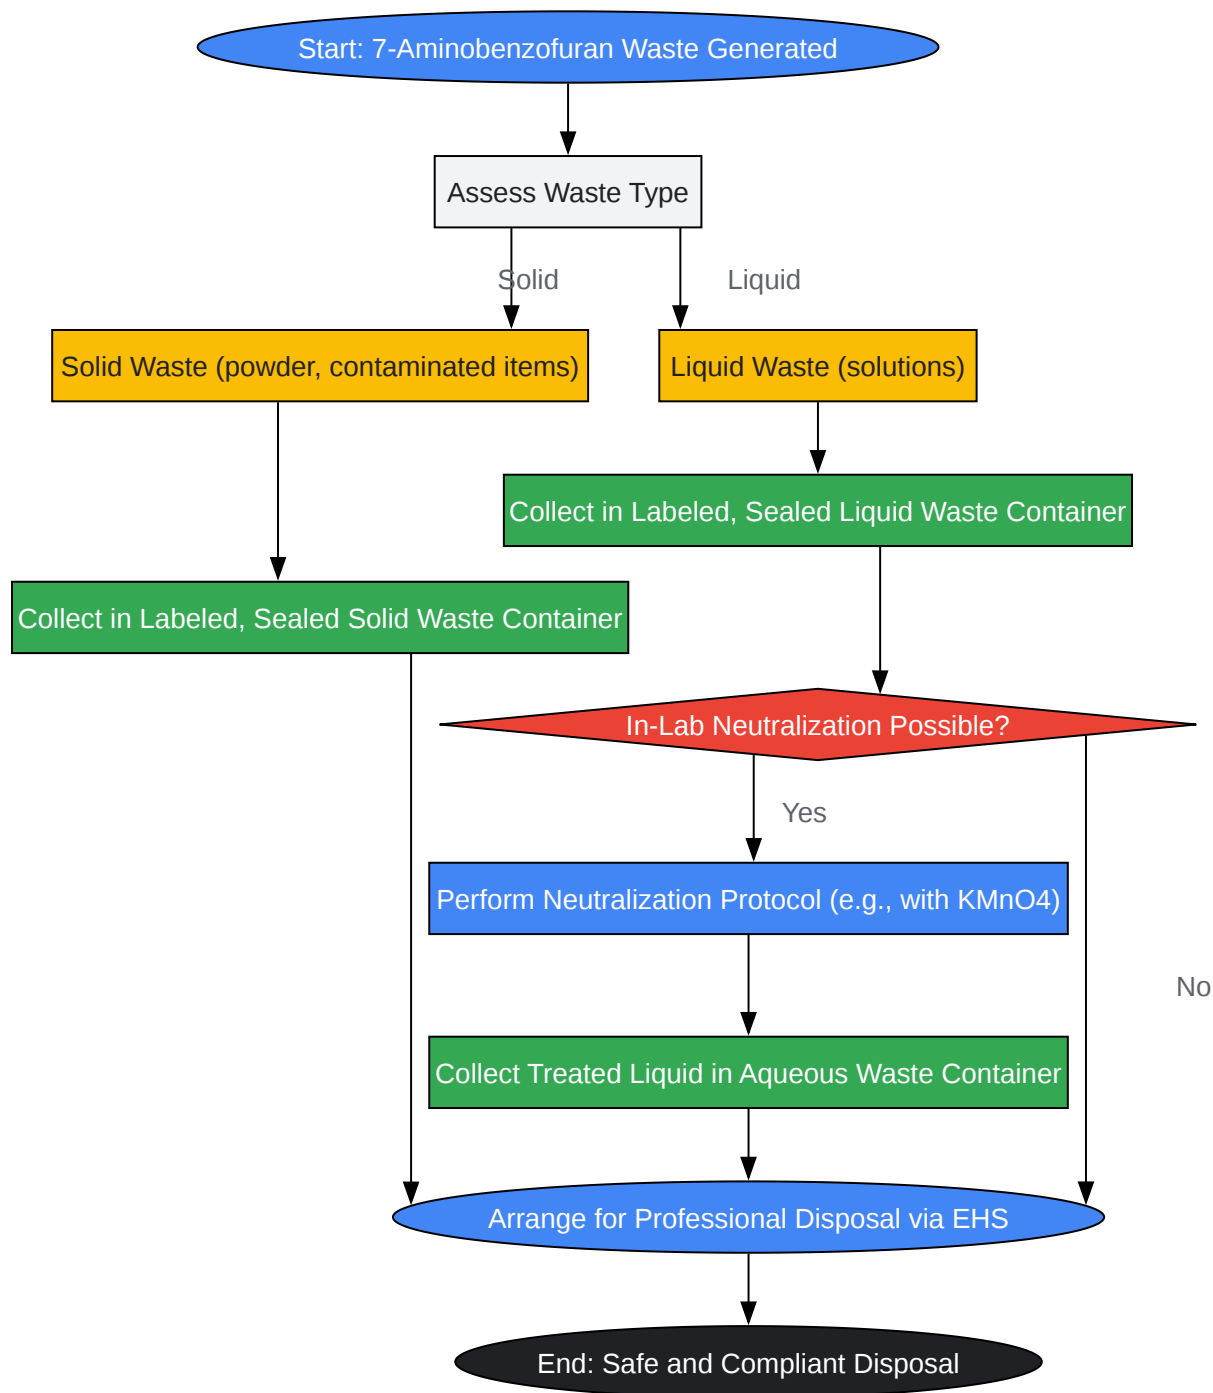 Start: 7-Aminobenzofuran Waste Generated
Assess Waste Type
Solid
Liquid
Solid Waste (powder, contaminated items)
Liquid Waste (solutions)
Collect in Labeled, Sealed Liquid Waste Container
Collect in Labeled, Sealed Solid Waste Container
In-Lab Neutralization Possible?
Yes
Perform Neutralization Protocol (e.g., with KMnO4)
No
Collect Treated Liquid in Aqueous Waste Container
Arrange for Professional Disposal via EHS
End: Safe and Compliant Disposal